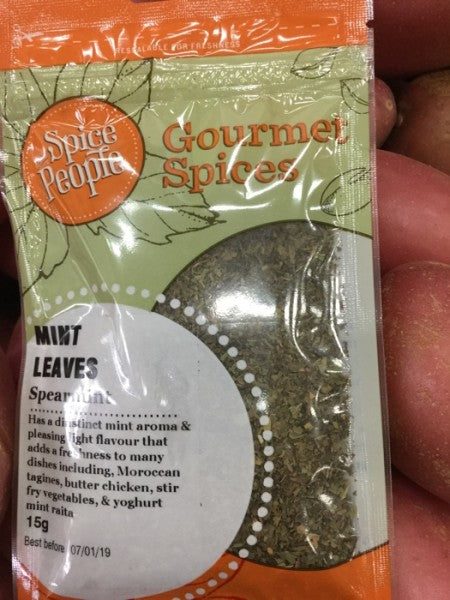 RESEALABLE FOR FRESHNESS
Spice
People
Gourmet
Spices
MINT
LEAVES
Spearmint
Has a distinct mint aroma &
pleasing light flavour that
adds a freshness to many
dishes including, Moroccan
tagines, butter chicken, stir
fry vegetables, & yoghurt
mint raita
15g
Best before 07/01/19